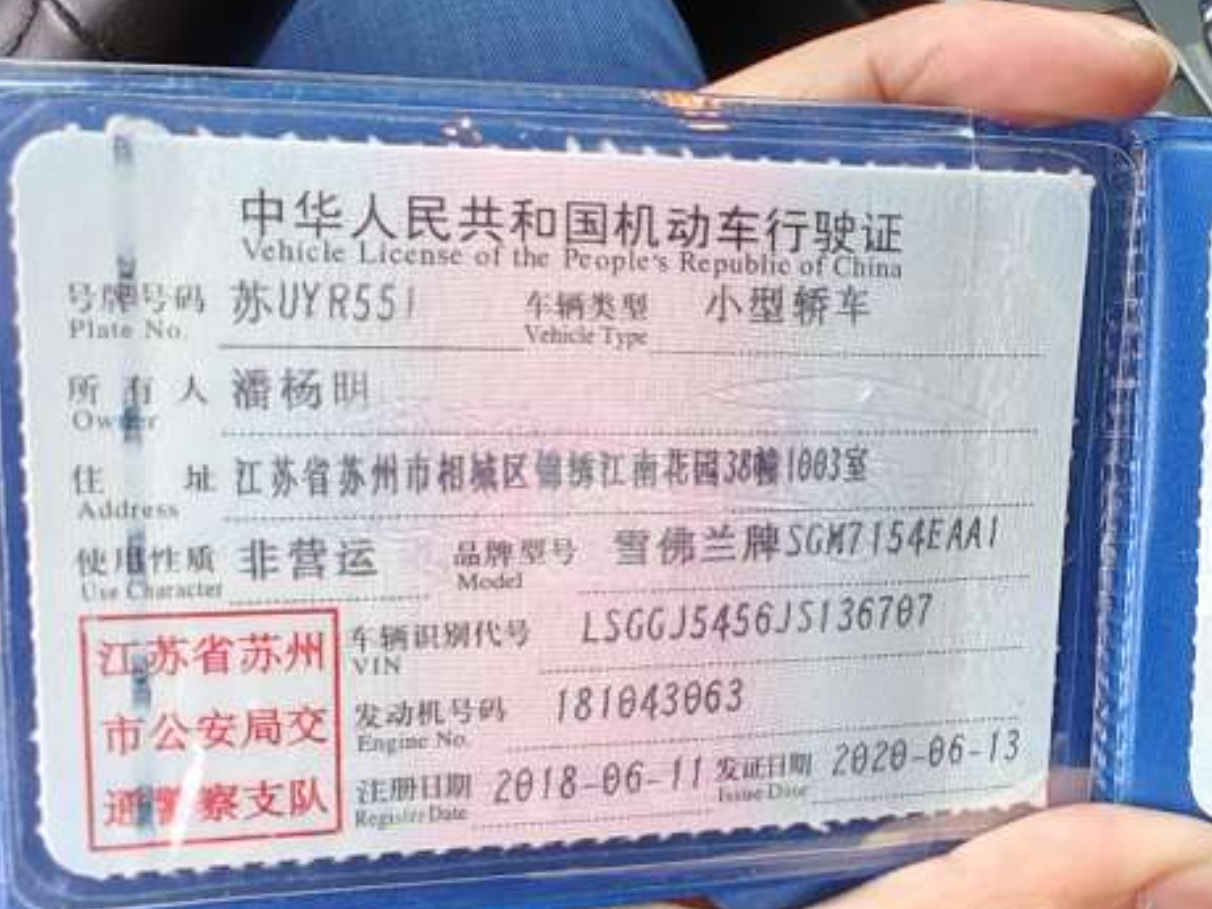 中华人民共和国机动车行驶证
Vehicle License of the People's Republic of China
号牌号码 苏UYR551 车辆类型 小型轿车
Plate No. Vehicle Type
所有人 潘杨明
Owner
住址 江苏省苏州市相城区锦绣江南花园38幢1003室
Address
使用性质 非营运 品牌型号 雪佛兰牌SGM7154EAA1
Use Character Model
车辆识别代号 LSGGJ5456JS136707
VIN
发动机号码 181043063
Engine No.
注册日期 2018-06-11 发证日期 2020-06-13
Register Date Issue Date
江苏省苏州
市公安局交
通警察支队